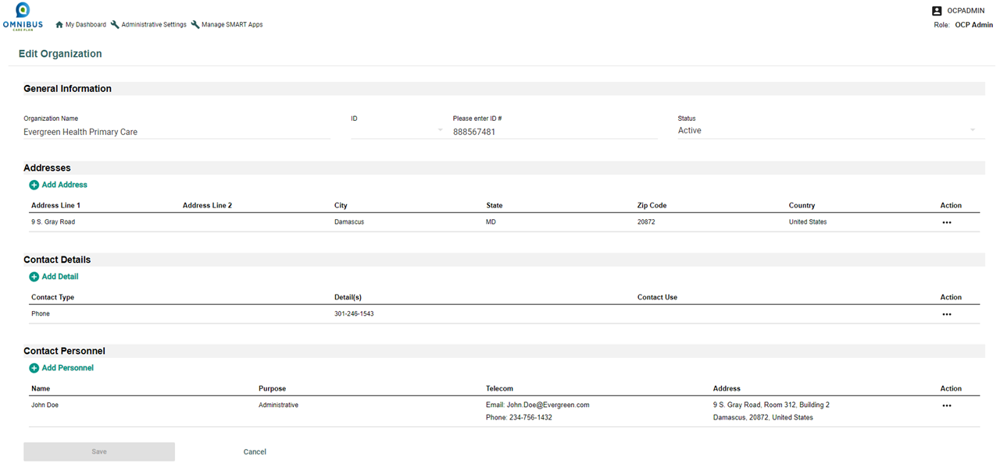 OMNIBUS
CARE PLAN
My Dashboard Administrative Settings Manage SMART Apps
OCPADMIN
Role: OCP Admin
Edit Organization
General Information
Organization Name ID Please enter ID # Status
Evergreen Health Primary Care 888567481 Active
Addresses
Add Address
Address Line 1 Address Line 2 City State Zip Code Country Action
9 S. Gray Road Damascus MD 20872 United States
Contact Details
Add Detail
Contact Type Detail(s) Contact Use Action
Phone 301-246-1543
Contact Personnel
Add Personnel
Name Purpose Telecom Address Action
John Doe Administrative Email: John.Doe@Evergreen.com 9 S. Gray Road, Room 312, Building 2
Phone: 234-756-1432 Damascus, 20872, United States
Save Cancel